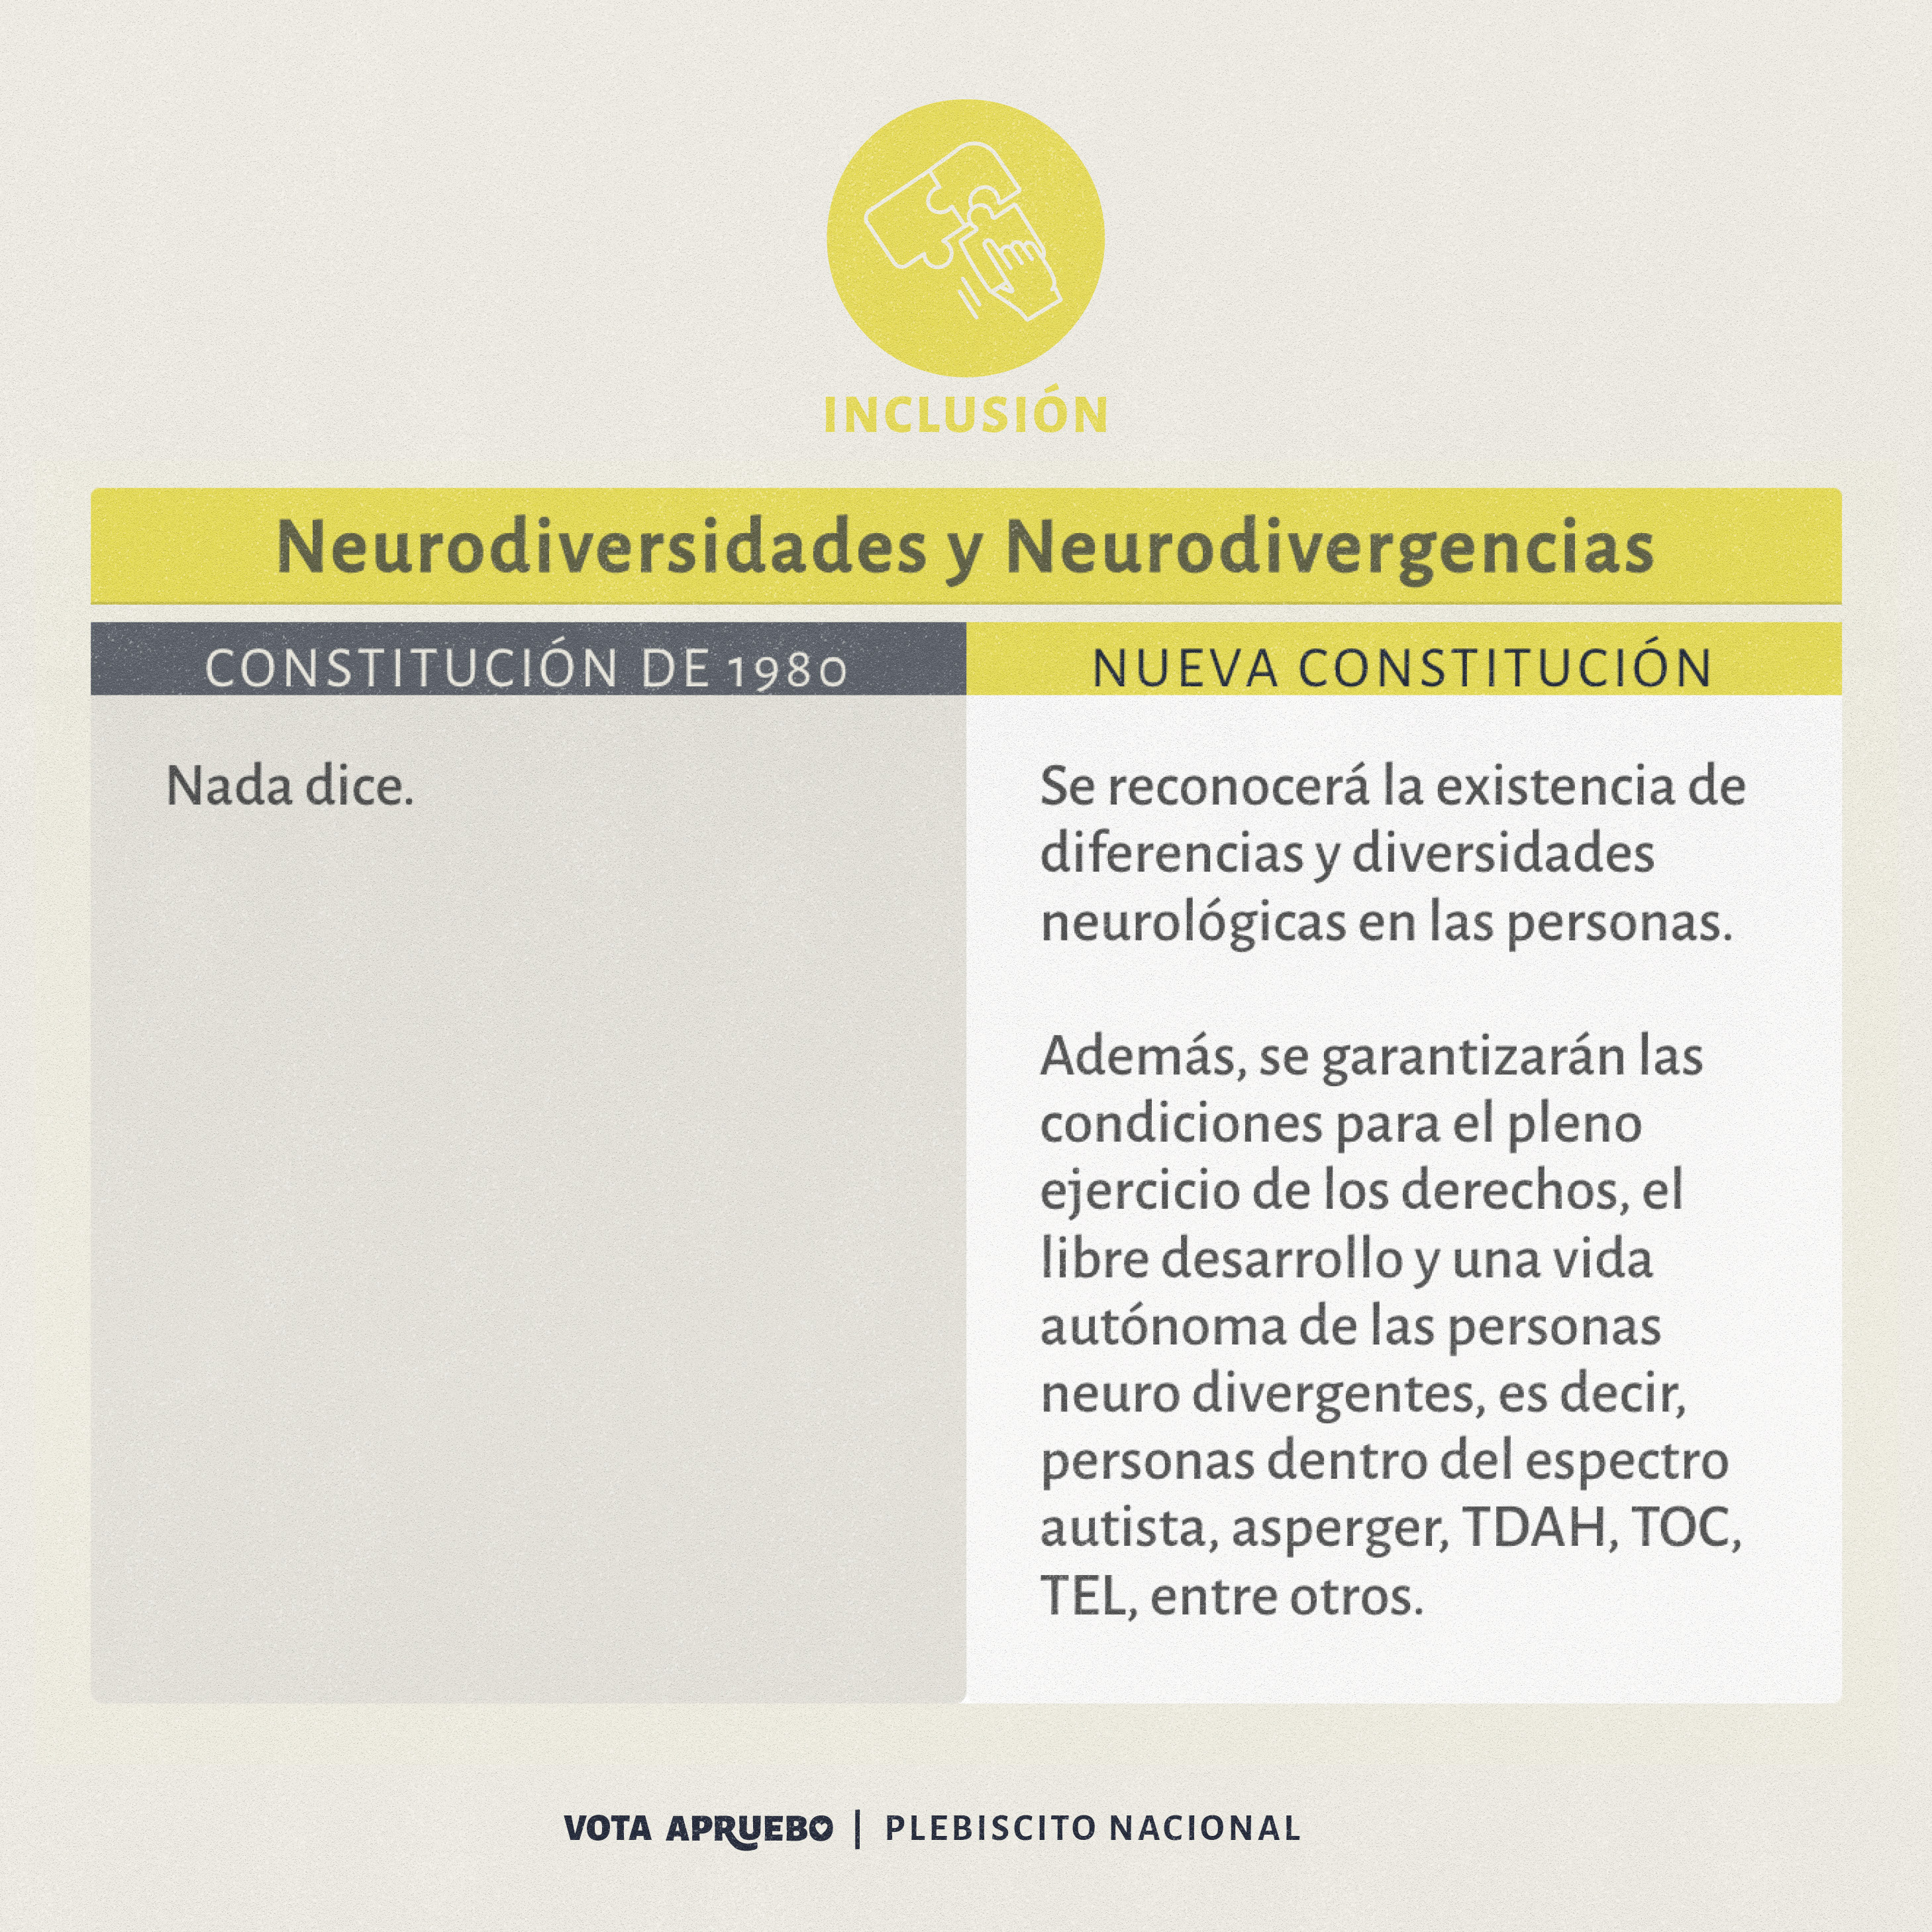 INCLUSIÓN
Neurodiversidades y Neurodivergencias
CONSTITUCIÓN DE 1980
Nada dice.
NUEVA CONSTITUCIÓN
Se reconocerá la existencia de
diferencias y diversidades
neurológicas en las personas.
Además, se garantizarán las
condiciones para el pleno
ejercicio de los derechos, el
libre desarrollo y una vida
autónoma de las personas
neuro divergentes, es decir,
personas dentro del espectro
autista, asperger, TDAH, TOC,
TEL, entre otros.
VOTA APRUEBO | PLEBISCITO NACIONAL